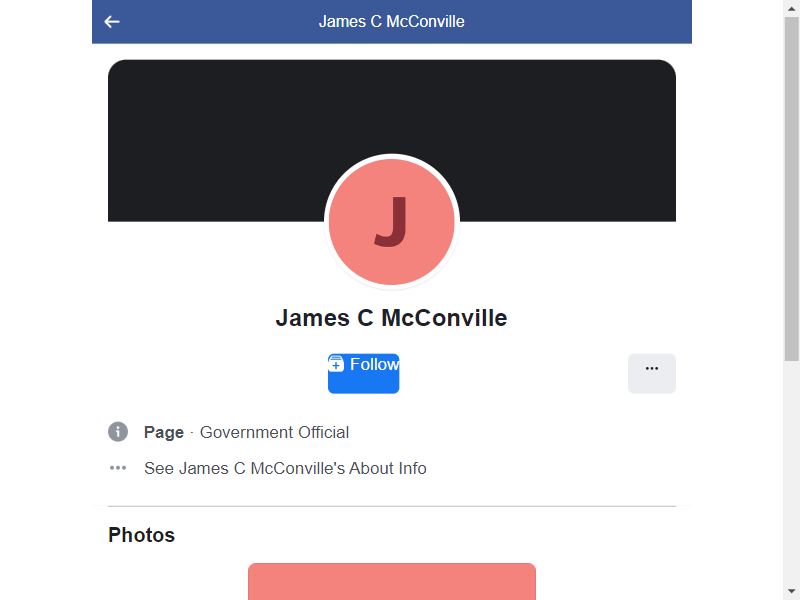 James C McConville
J
James C McConville
Follow
...
Page · Government Official
See James C McConville's About Info
Photos